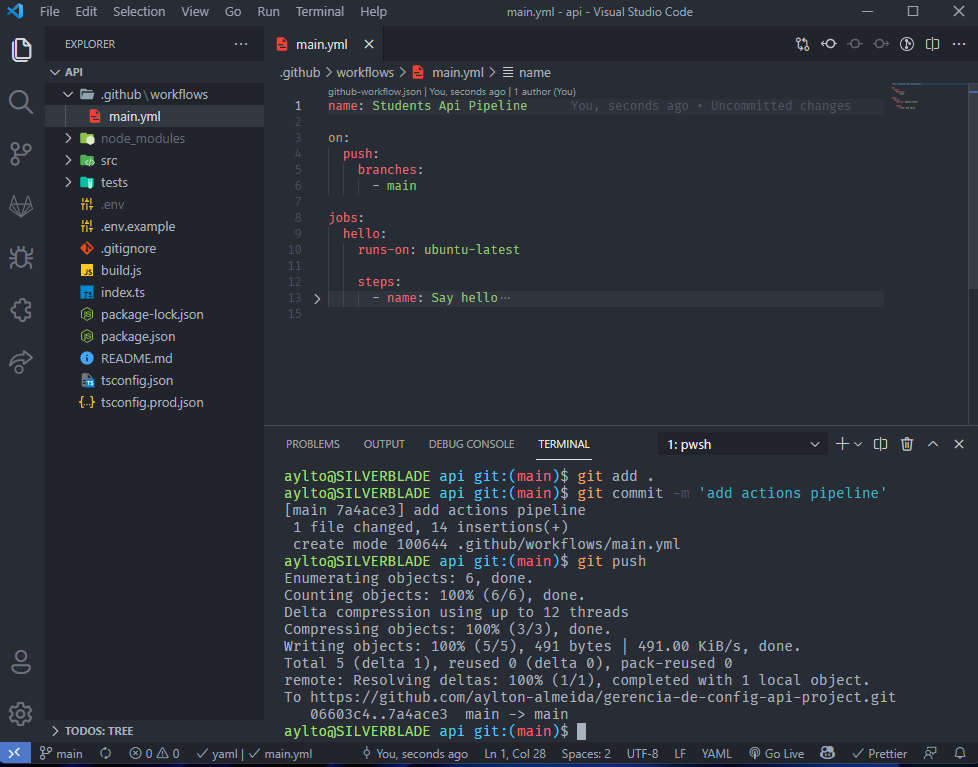 File Edit Selection View Go Run Terminal Help main.yml - api - Visual Studio Code
EXPLORER
API
.github \ workflows
main.yml
node_modules
src
tests
.env
.env.example
.gitignore
JS build.js
TS index.ts
package-lock.json
package.json
README.md
TS tsconfig.json
tsconfig.prod.json
TODOS: TREE
main.yml
.github > workflows > main.yml > name
github-workflow.json | You, seconds ago | 1 author (You)
1 name: Students Api Pipeline You, seconds ago • Uncommitted changes
2
3 on:
4 push:
5 branches:
6 - main
7
8 jobs:
9 hello:
10 runs-on: ubuntu-latest
11
12 steps:
13 - name: Say hello…
15
PROBLEMS OUTPUT DEBUG CONSOLE TERMINAL 1: pwsh
aylto@SILVERBLADE api git:(main)$ git add .
aylto@SILVERBLADE api git:(main)$ git commit -m 'add actions pipeline'
[main 7a4ace3] add actions pipeline
1 file changed, 14 insertions(+)
create mode 100644 .github/workflows/main.yml
aylto@SILVERBLADE api git:(main)$ git push
Enumerating objects: 6, done.
Counting objects: 100% (6/6), done.
Delta compression using up to 12 threads
Compressing objects: 100% (3/3), done.
Writing objects: 100% (5/5), 491 bytes | 491.00 KiB/s, done.
Total 5 (delta 1), reused 0 (delta 0), pack-reused 0
remote: Resolving deltas: 100% (1/1), completed with 1 local object.
To https://github.com/aylton-almeida/gerencia-de-config-api-project.git
06603c4..7a4ace3 main -> main
aylto@SILVERBLADE api git:(main)$
main 0 0 yaml | main.yml You, seconds ago Ln 1, Col 28 Spaces: 2 UTF-8 LF YAML Go Live Prettier